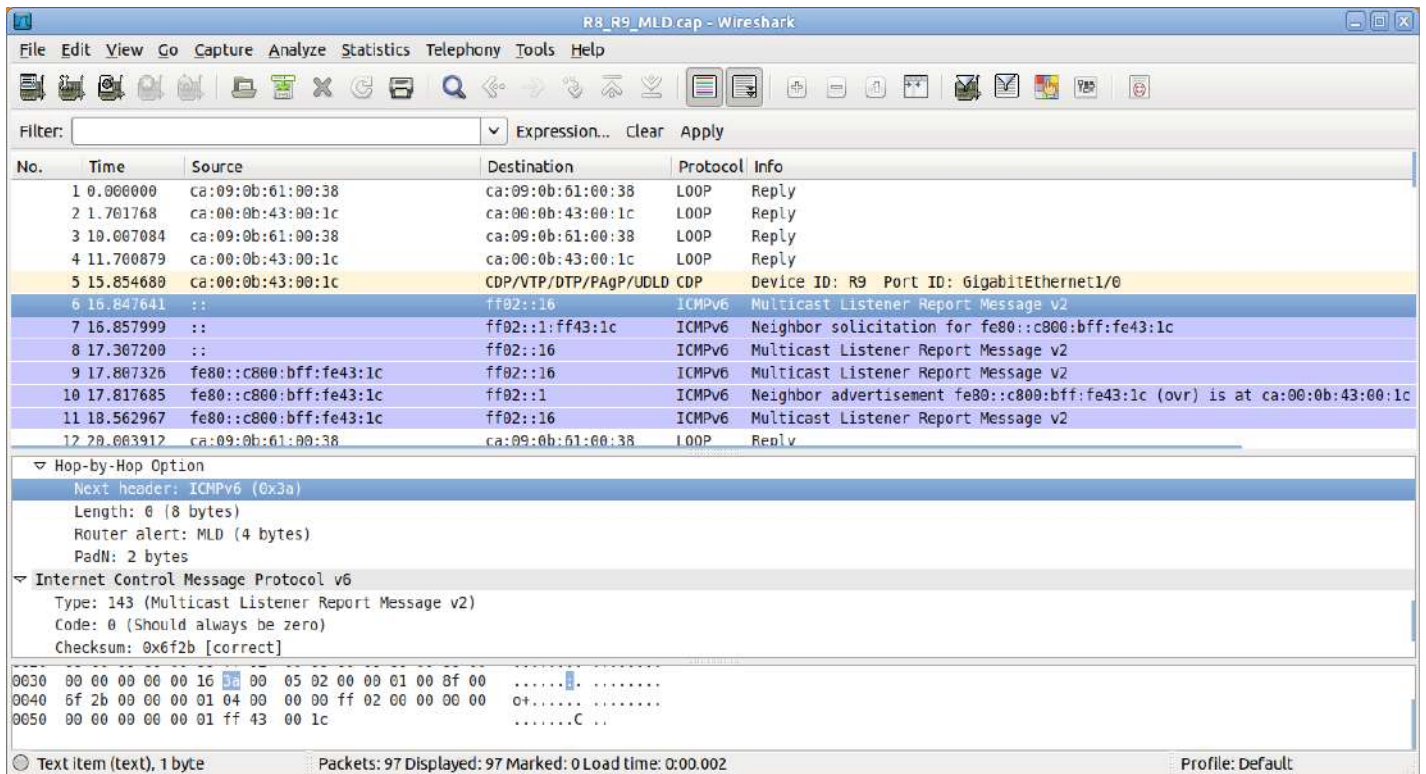 R8_R9_MLD.cap - Wireshark
File Edit View Go Capture Analyze Statistics Telephony Tools Help
Filter: Expression... Clear Apply
No. Time Source Destination Protocol Info
1 0.000000 ca:09:0b:61:00:38 ca:09:0b:61:00:38 LOOP Reply
2 1.701768 ca:00:0b:43:00:1c ca:00:0b:43:00:1c LOOP Reply
3 10.007084 ca:09:0b:61:00:38 ca:09:0b:61:00:38 LOOP Reply
4 11.700879 ca:00:0b:43:00:1c ca:00:0b:43:00:1c LOOP Reply
5 15.854680 ca:00:0b:43:00:1c CDP/VTP/DTP/PAgP/UDLD CDP Device ID: R9 Port ID: GigabitEthernet1/0
6 16.847641 :: ff02::16 ICMPv6 Multicast Listener Report Message v2
7 16.857999 :: ff02::1:ff43:1c ICMPv6 Neighbor solicitation for fe80::c800:bff:fe43:1c
8 17.307200 :: ff02::16 ICMPv6 Multicast Listener Report Message v2
9 17.807326 fe80::c800:bff:fe43:1c ff02::16 ICMPv6 Multicast Listener Report Message v2
10 17.817685 fe80::c800:bff:fe43:1c ff02::1 ICMPv6 Neighbor advertisement fe80::c800:bff:fe43:1c (ovr) is at ca:00:0b:43:00:1c
11 18.562967 fe80::c800:bff:fe43:1c ff02::16 ICMPv6 Multicast Listener Report Message v2
12 20.003912 ca:09:0b:61:00:38 ca:09:0b:61:00:38 LOOP Reply
Hop-by-Hop Option
Next header: ICMPv6 (0x3a)
Length: 0 (8 bytes)
Router alert: MLD (4 bytes)
PadN: 2 bytes
Internet Control Message Protocol v6
Type: 143 (Multicast Listener Report Message v2)
Code: 0 (Should always be zero)
Checksum: 0x6f2b [correct]
0030 00 00 00 00 00 16 3a 00 05 02 00 00 01 00 8f 00 ......:. ........
0040 6f 2b 00 00 00 01 04 00 00 00 ff 02 00 00 00 00 o+...... ........
0050 00 00 00 00 00 01 ff 43 00 1c .......C ..
Text item (text), 1 byte Packets: 97 Displayed: 97 Marked: 0 Load time: 0:00.002 Profile: Default